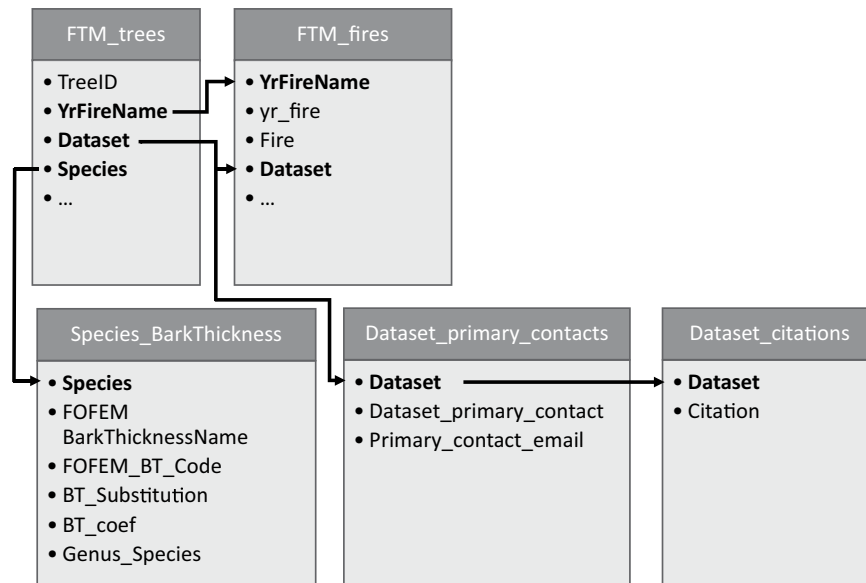 FTM_trees
• TreeID
• YrFireName
• Dataset
• Species
• ...
FTM_fires
• YrFireName
• yr_fire
• Fire
• Dataset
• ...
Species_BarkThickness
• Species
• FOFEM
BarkThicknessName
• FOFEM_BT_Code
• BT_Substitution
• BT_coef
• Genus_Species
Dataset_primary_contacts
• Dataset
• Dataset_primary_contact
• Primary_contact_email
Dataset_citations
• Dataset
• Citation